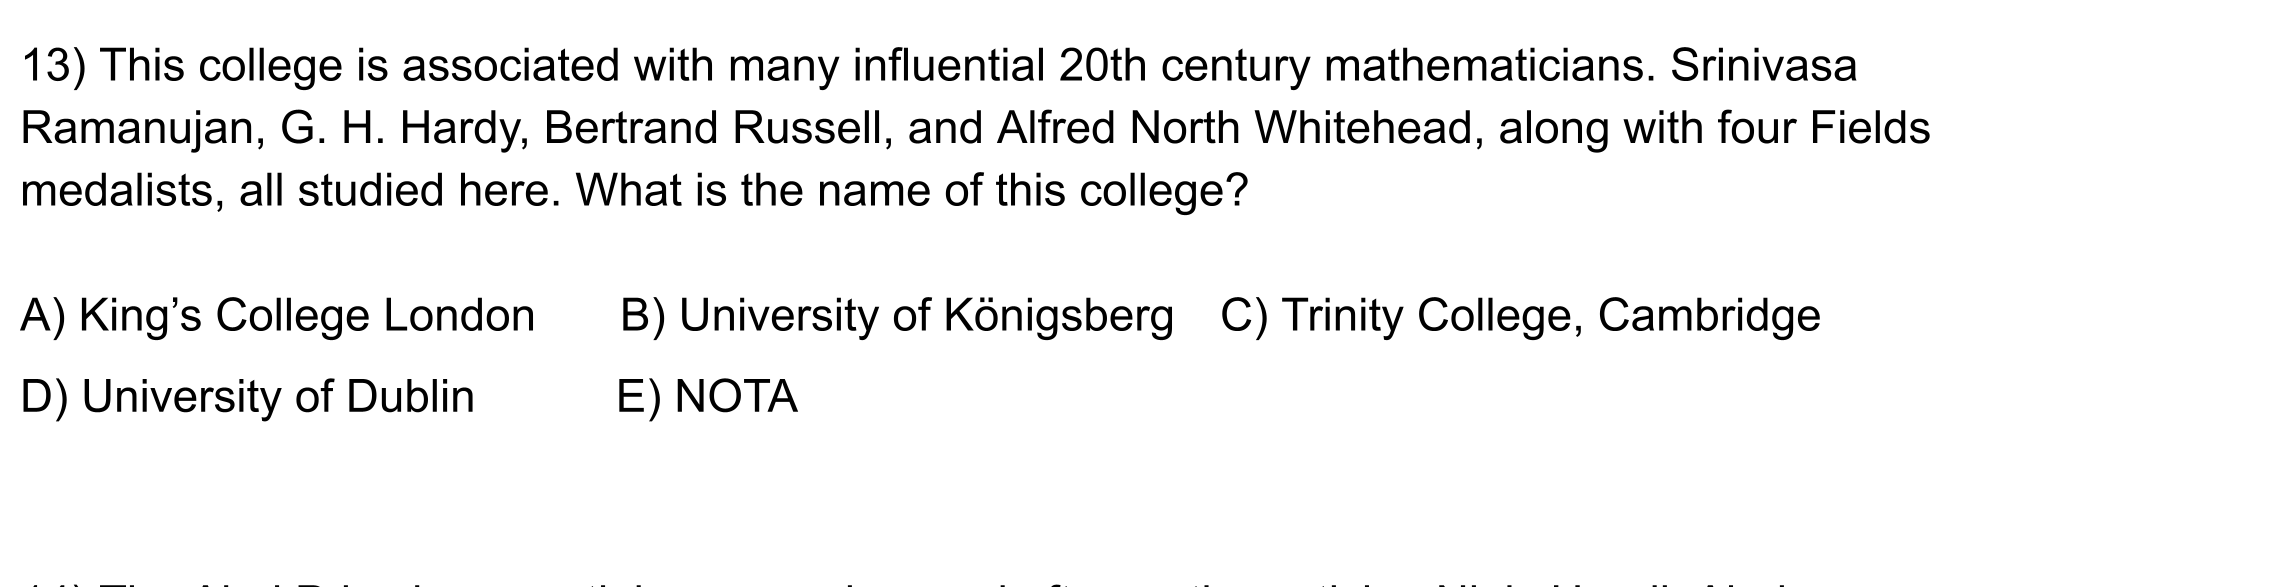 13) This college is associated with many influential 20th century mathematicians. Srinivasa
Ramanujan, G. H. Hardy, Bertrand Russell, and Alfred North Whitehead, along with four Fields
medalists, all studied here. What is the name of this college?
A) King’s College London B) University of Königsberg C) Trinity College, Cambridge
D) University of Dublin E) NOTA